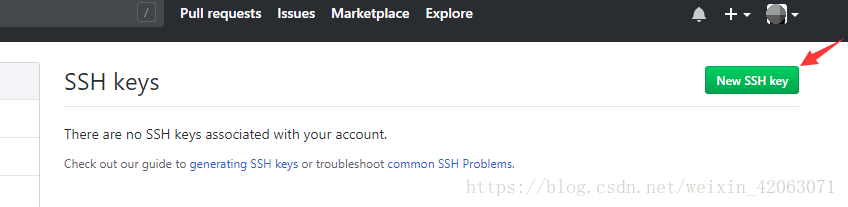 / Pull requests Issues Marketplace Explore
SSH keys New SSH key
There are no SSH keys associated with your account.
Check out our guide to generating SSH keys or troubleshoot common SSH Problems.
https://blog.csdn.net/weixin_42063071